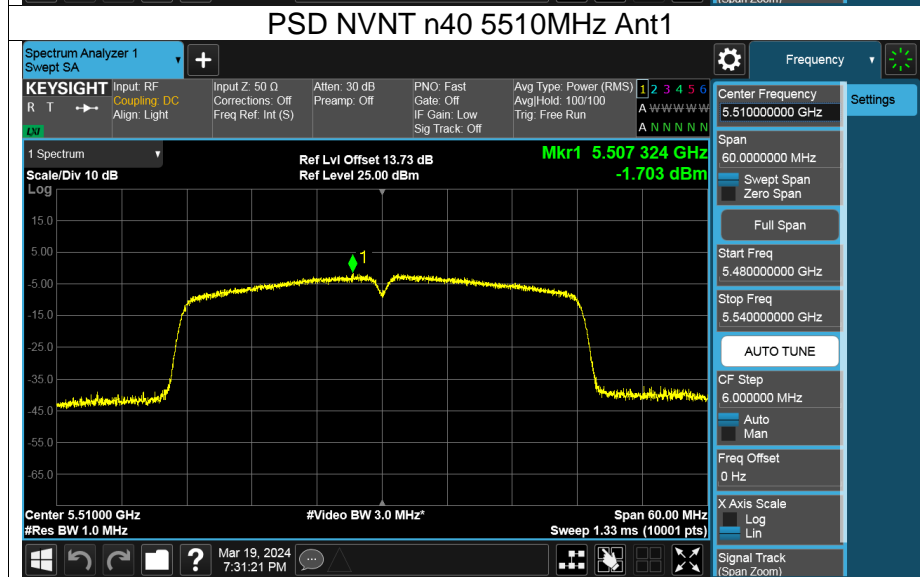 (Span Zoom)
PSD NVNT n40 5510MHz Ant1
Spectrum Analyzer 1
Swept SA
Frequency
KEYSIGHT
R T
LXI
Input: RF
Coupling: DC
Align: Light
Input Z: 50 Ω
Corrections: Off
Freq Ref: Int (S)
Atten: 30 dB
Preamp: Off
PNO: Fast
Gate: Off
IF Gain: Low
Sig Track: Off
Avg Type: Power (RMS)
Avg|Hold: 100/100
Trig: Free Run
1 2 3 4 5 6
A W W W W W
A N N N N N
1 Spectrum
Scale/Div 10 dB
Log
Ref Lvl Offset 13.73 dB
Ref Level 25.00 dBm
Mkr1 5.507 324 GHz
-1.703 dBm
15.0
5.00
-5.00
-15.0
-25.0
-35.0
-45.0
-55.0
-65.0
1
Center 5.51000 GHz
#Res BW 1.0 MHz
#Video BW 3.0 MHz*
Span 60.00 MHz
Sweep 1.33 ms (10001 pts)
Mar 19, 2024
7:31:21 PM
Center Frequency
5.510000000 GHz
Settings
Span
60.0000000 MHz
Swept Span
Zero Span
Full Span
Start Freq
5.480000000 GHz
Stop Freq
5.540000000 GHz
AUTO TUNE
CF Step
6.000000 MHz
Auto
Man
Freq Offset
0 Hz
X Axis Scale
Log
Lin
Signal Track
(Span Zoom)